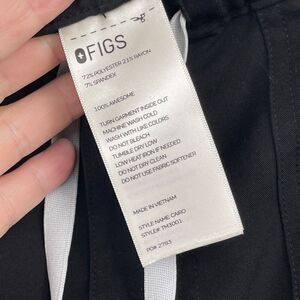 FIGS
72% POLYESTER 21% RAYON
7% SPANDEX
100% AWESOME
TURN GARMENT INSIDE OUT
MACHINE WASH COLD
WASH WITH LIKE COLORS
DO NOT BLEACH
TUMBLE DRY LOW
LOW HEAT IRON IF NEEDED
DO NOT DRY CLEAN
DO NOT USE FABRIC SOFTENER
MADE IN VIETNAM
STYLE NAME: CAIRO
STYLE#: TM3001
PO# 2763